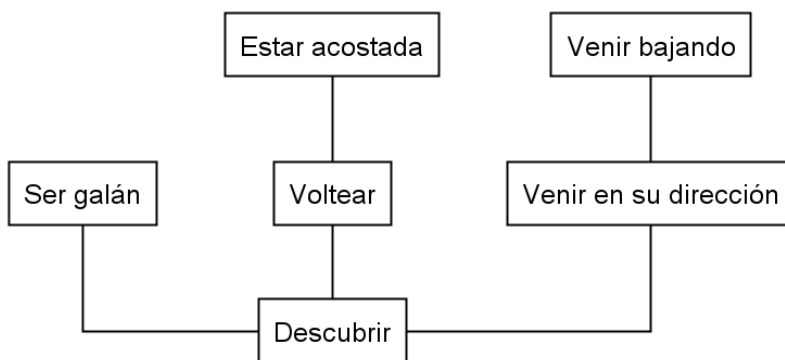 Estar acostada
Venir bajando
Ser galán
Voltear
Venir en su dirección
Descubrir